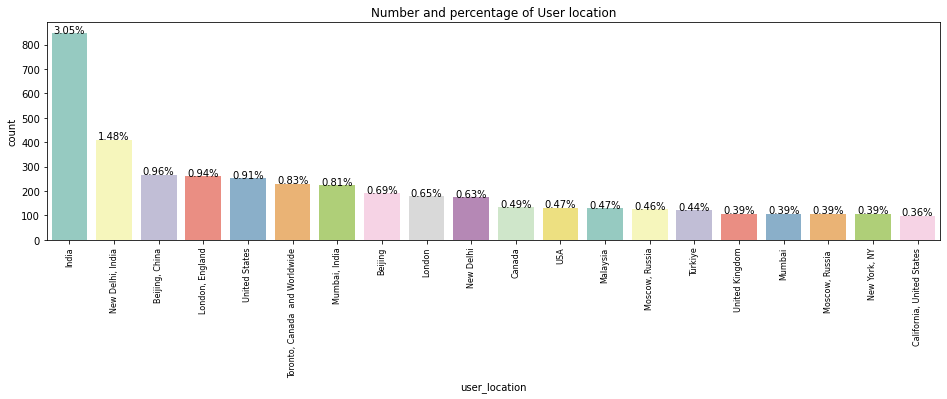 Number and percentage of User location
count
800
700
600
500
400
300
200
100
0
3.05%
1.48%
0.96%
0.94%
0.91%
0.83%
0.81%
0.69%
0.65%
0.63%
0.49%
0.47%
0.47%
0.46%
0.44%
0.39%
0.39%
0.39%
0.39%
0.36%
India
New Delhi, India
Beijing, China
London, England
United States
Toronto, Canada  and Worldwide
Mumbai, India
Beijing
London
New Delhi
Canada
USA
Malaysia
Moscow, Russia
Türkiye
United Kingdom
Mumbai
Moscow, Russia
New York, NY
California, United States
user_location